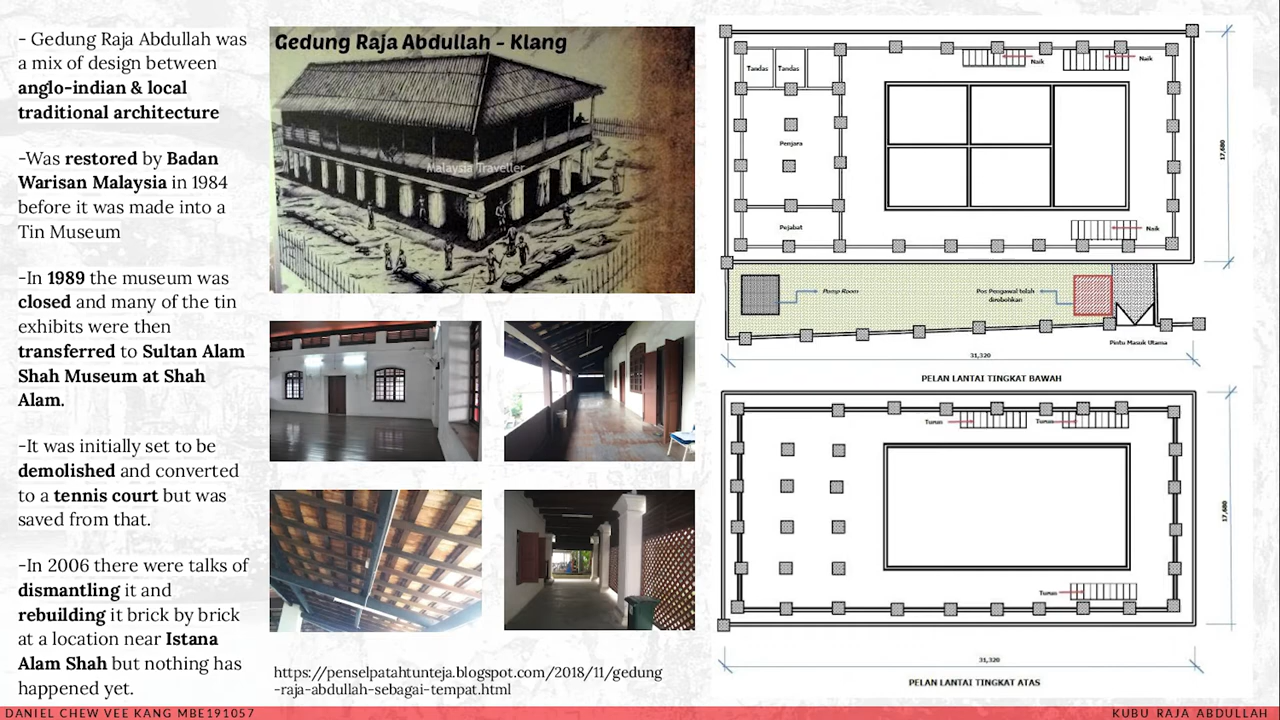 - Gedung Raja Abdullah was
a mix of design between
anglo-indian & local
traditional architecture
-Was restored by Badan
Warisan Malaysia in 1984
before it was made into a
Tin Museum
-In 1989 the museum was
closed and many of the tin
exhibits were then
transferred to Sultan Alam
Shah Museum at Shah
Alam.
-It was initially set to be
demolished and converted
to a tennis court but was
saved from that.
-In 2006 there were talks of
dismantling it and
rebuilding it brick by brick
at a location near Istana
Alam Shah but nothing has
happened yet.
Gedung Raja Abdullah - Klang
Malaysia Traveller
https://penselpatahtunteja.blogspot.com/2018/11/gedung
-raja-abdullah-sebagai-tempat.html
Tandas
Tandas
Naik
Naik
Penjara
17,680
Pejabat
Naik
Pump Room
Pos Pengawal telah
dirobohkan
Pintu Masuk Utama
31,320
PELAN LANTAI TINGKAT BAWAH
Turun
Turun
17,680
Turun
31,320
PELAN LANTAI TINGKAT ATAS
DANIEL CHEW VEE KANG MBE191057
KUBU RAJA ABDULLAH